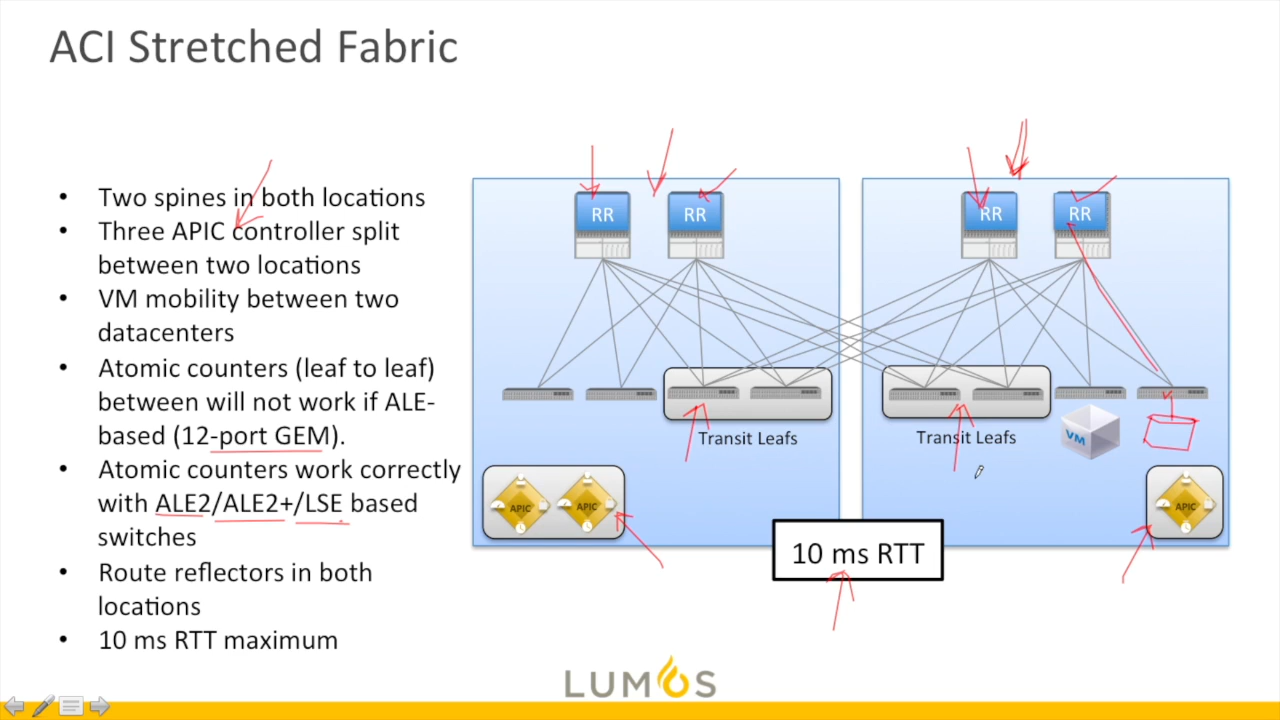 ACI Stretched Fabric
• Two spines in both locations
• Three APIC controller split
between two locations
• VM mobility between two
datacenters
• Atomic counters (leaf to leaf)
between will not work if ALE-
based (12-port GEM).
• Atomic counters work correctly
with ALE2/ALE2+/LSE based
switches
• Route reflectors in both
locations
• 10 ms RTT maximum
RR
RR
RR
RR
Transit Leafs
Transit Leafs
VM
APIC
APIC
APIC
10 ms RTT
LUMOS